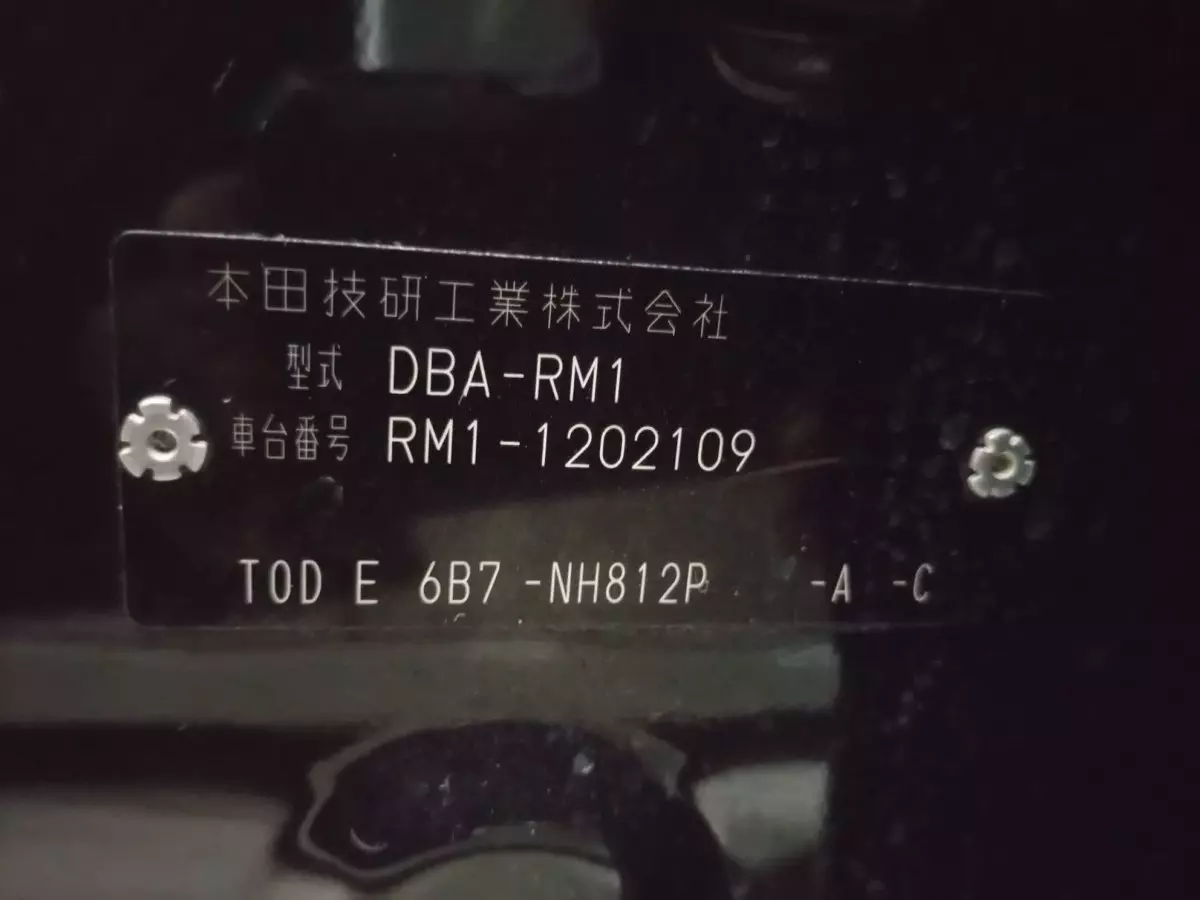 本田技研工業株式会社
型式 DBA-RM1
車台番号 RM1-1202109
TOD E 6B7 -NH812P -A -C